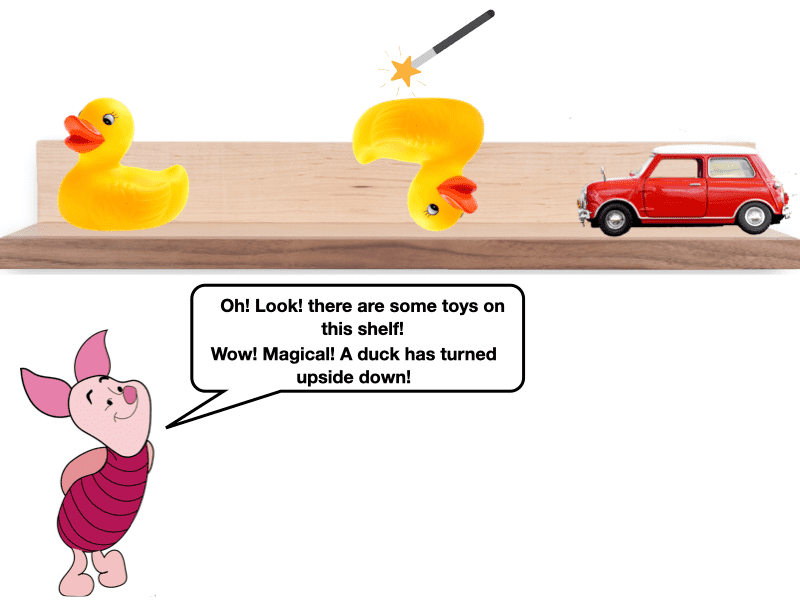 Oh! Look! there are some toys on
this shelf!
Wow! Magical! A duck has turned
upside down!